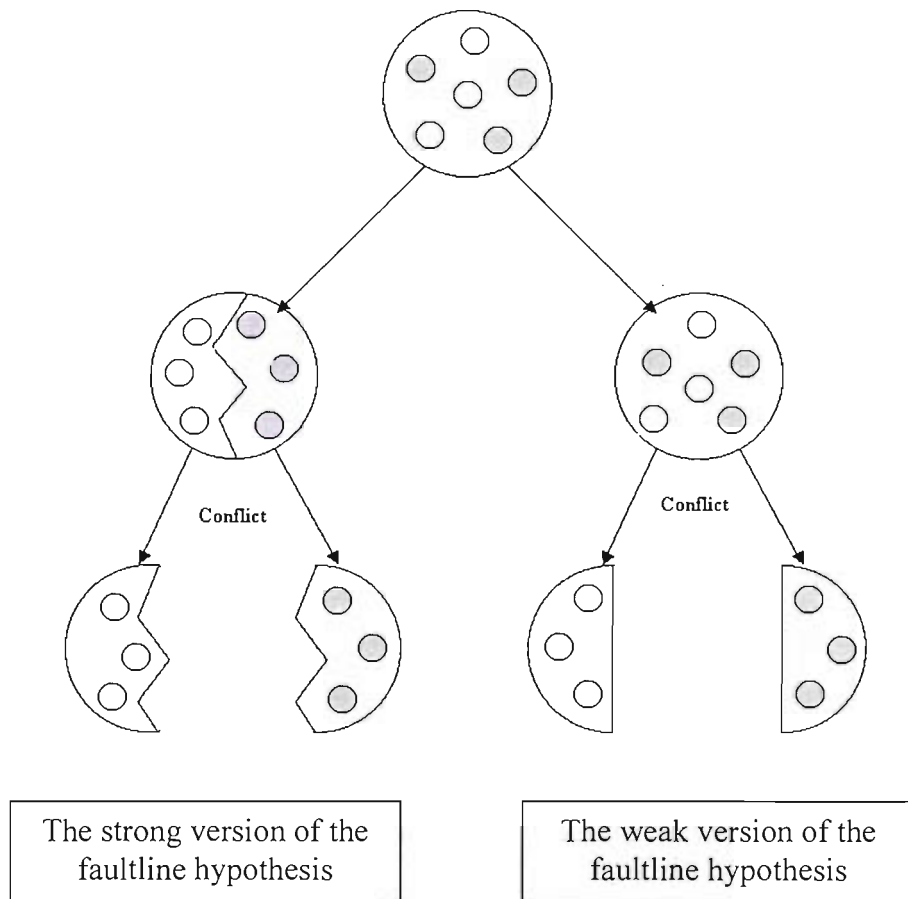 Conflict
Conflict
The strong version of the
faultline hypothesis
The weak version of the
faultline hypothesis